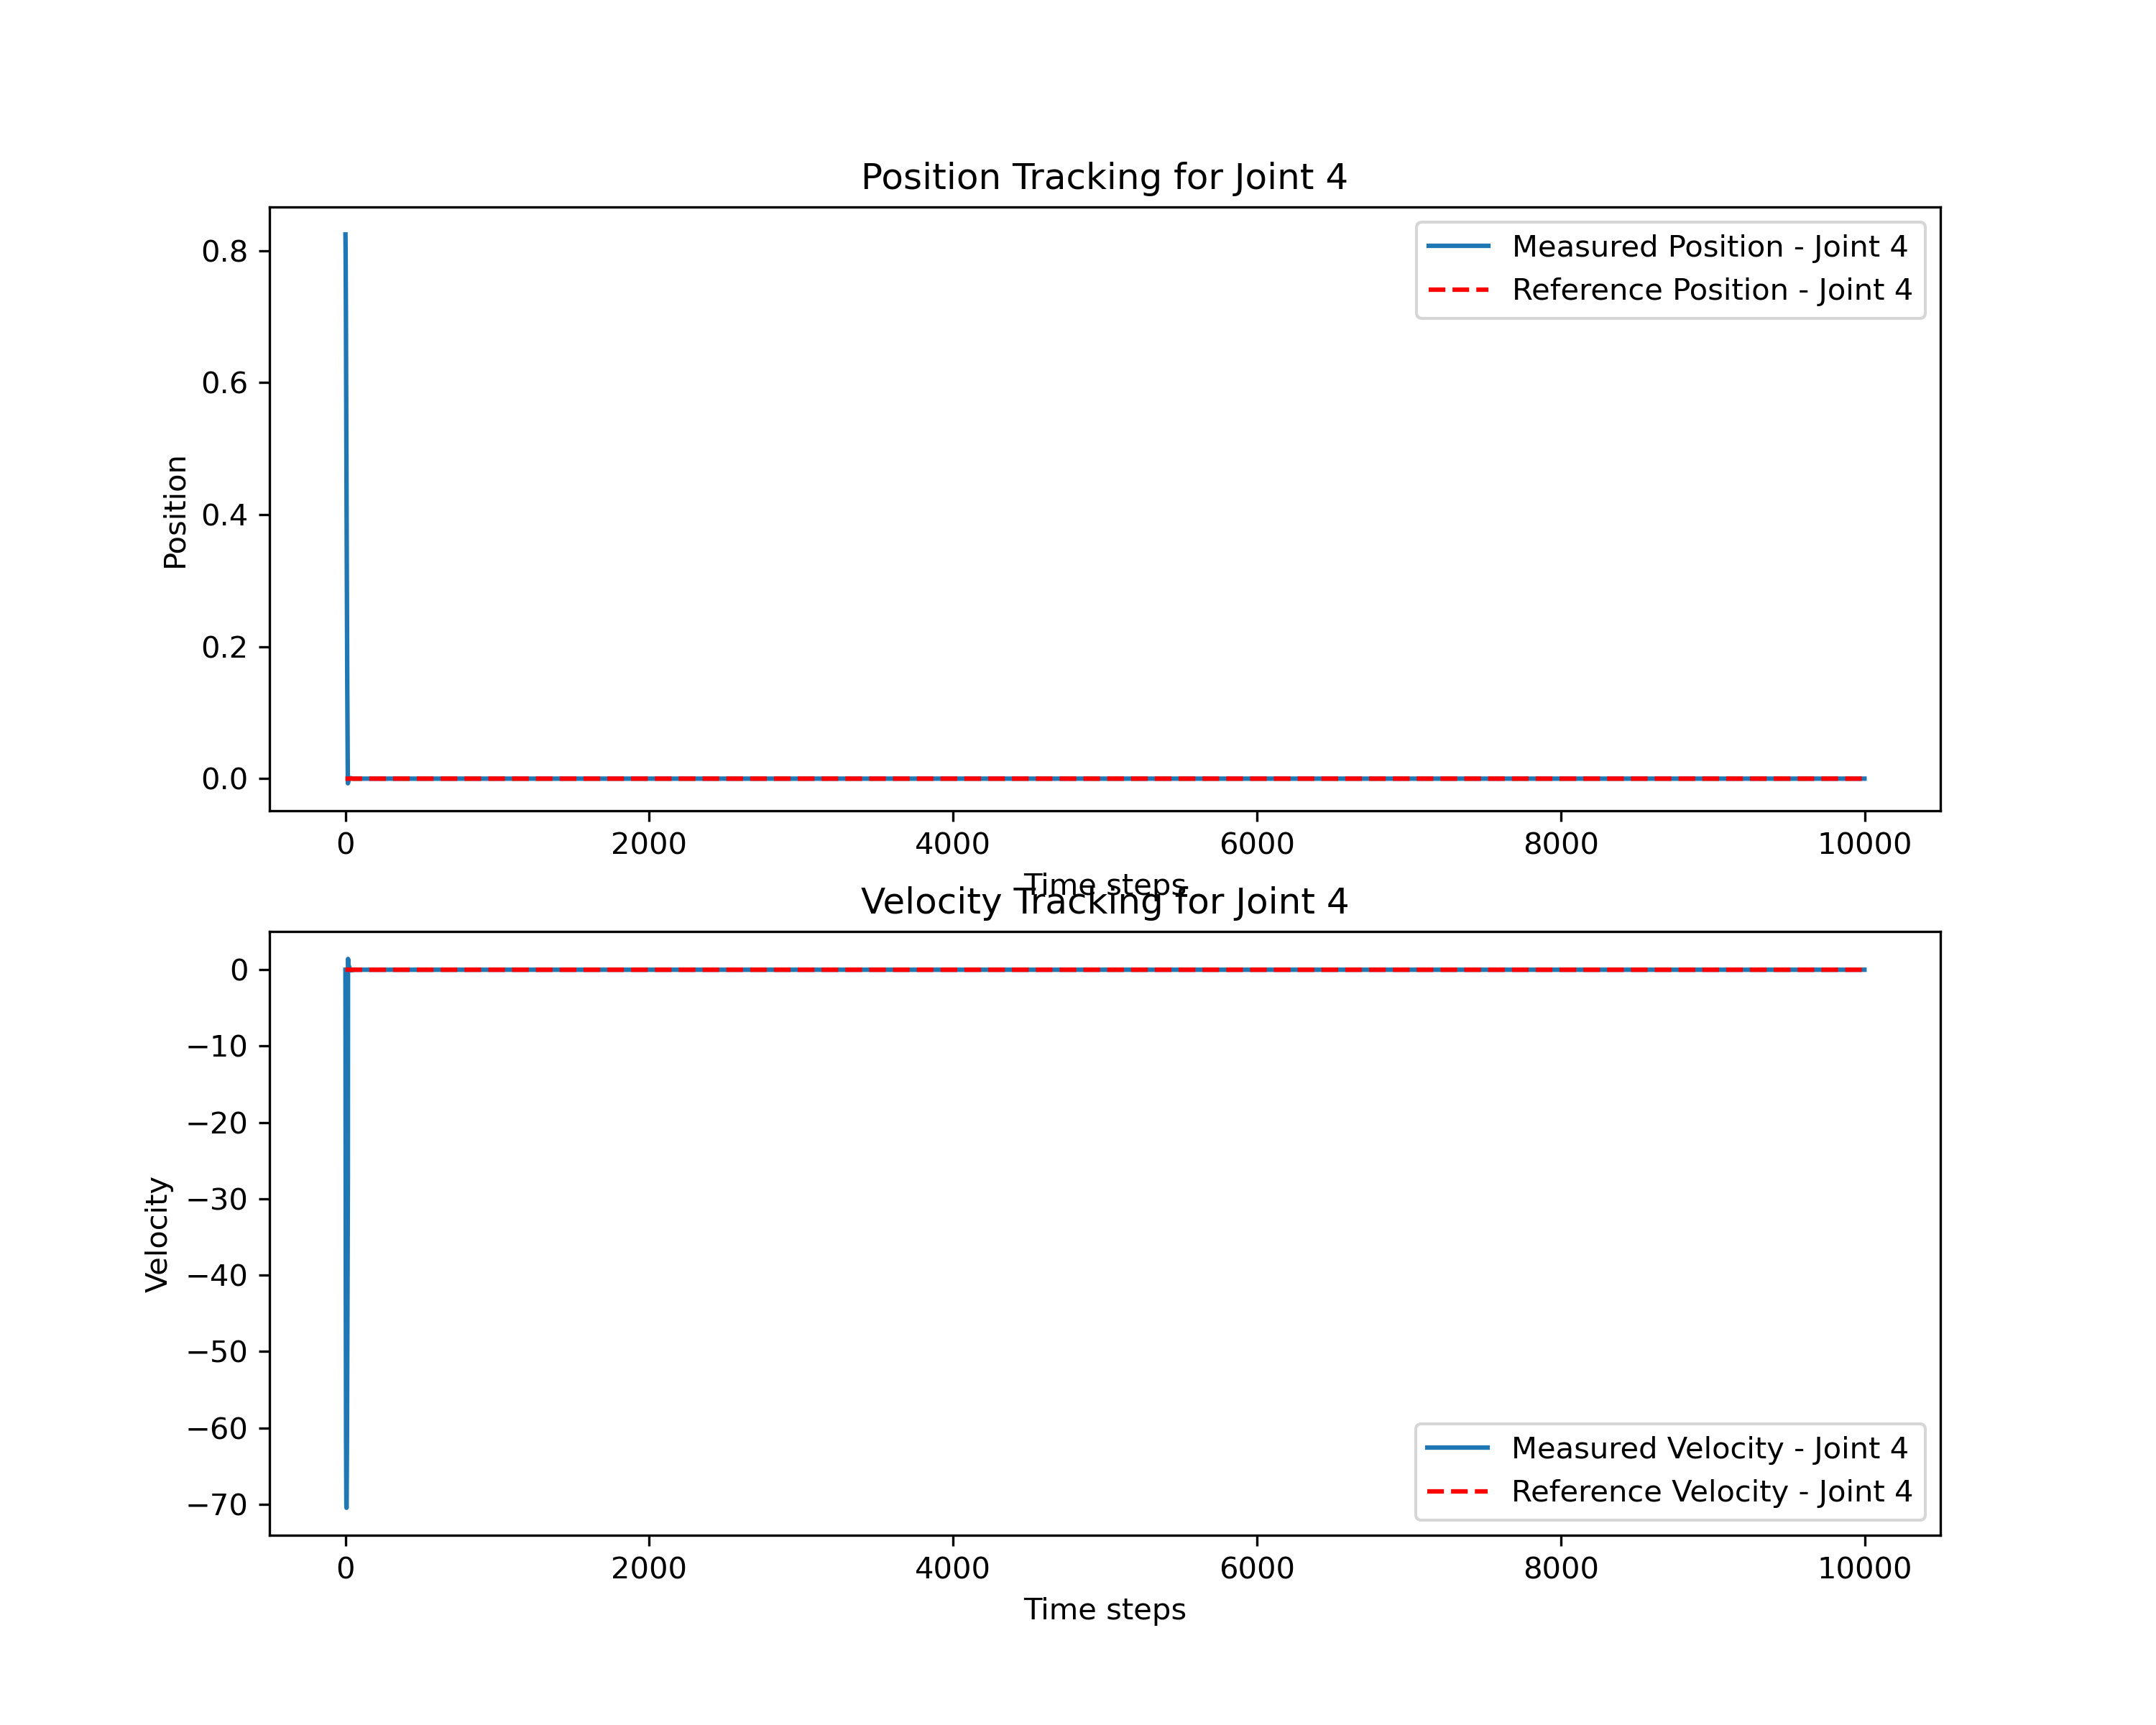 Position Tracking for Joint 4
Measured Position - Joint 4
Reference Position - Joint 4
Position
0.8
0.6
0.4
0.2
0.0
0 2000 4000 6000 8000 10000
Time steps
Velocity Tracking for Joint 4
Velocity
0
−10
−20
−30
−40
−50
−60
−70
Measured Velocity - Joint 4
Reference Velocity - Joint 4
0 2000 4000 6000 8000 10000
Time steps